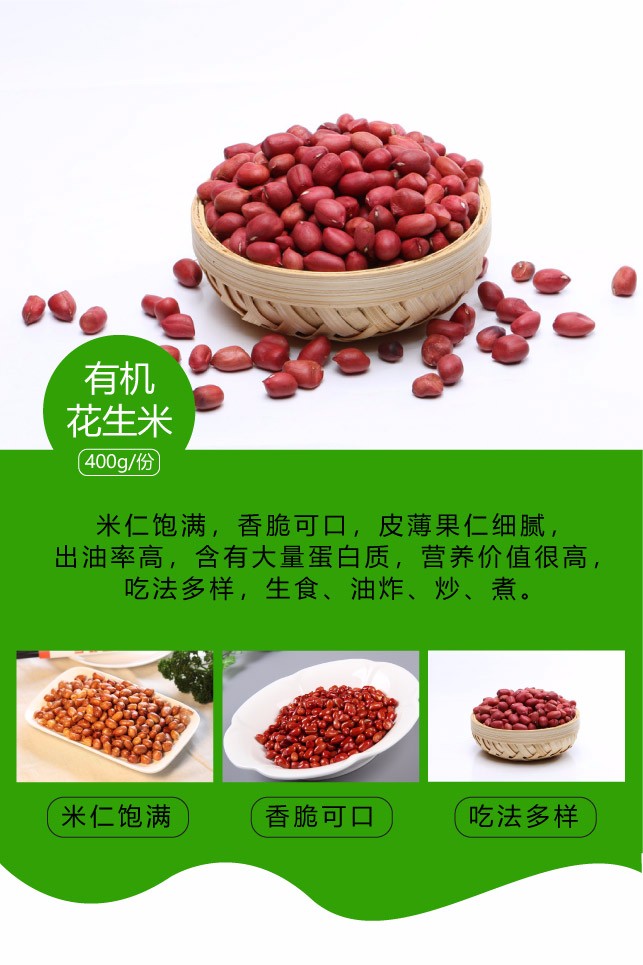 有机
花生米
400g/份
米仁饱满，香脆可口，皮薄果仁细腻，
出油率高，含有大量蛋白质，营养价值很高，
吃法多样，生食、油炸、炒、煮。
米仁饱满
香脆可口
吃法多样